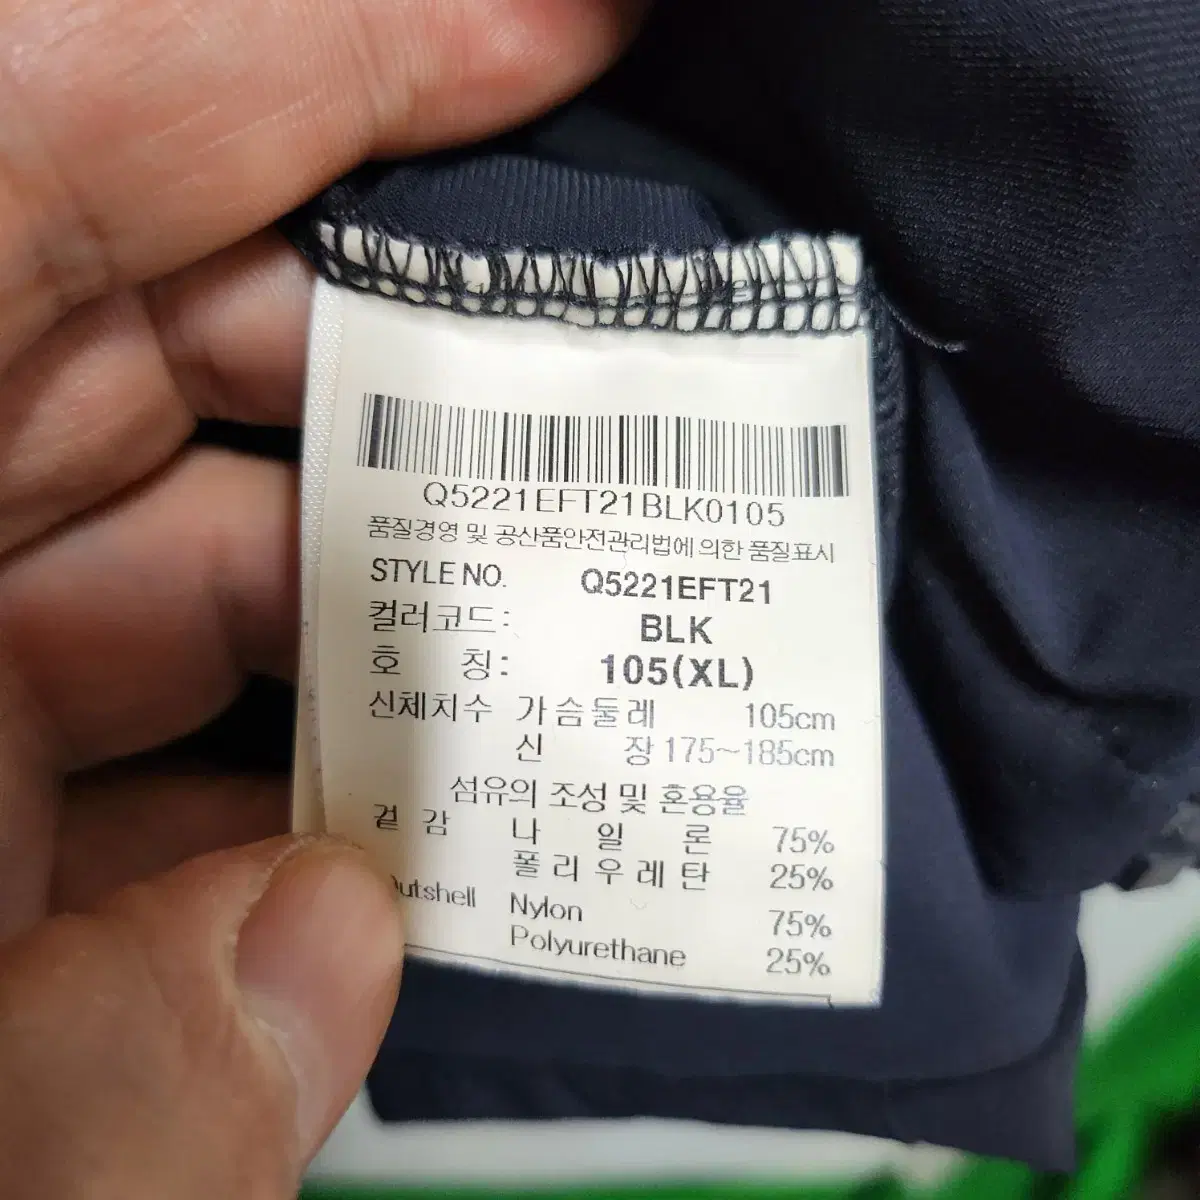 Q5221EFT21BLK0105
품질경영 및 공산품안전관리법에 의한 품질표시
STYLE NO. Q5221EFT21
컬러코드: BLK
호 칭: 105(XL)
신체치수 가슴둘레 105cm
신 장 175~185cm
섬유의 조성 및 혼용율
겉감 나일론 75%
폴리우레탄 25%
Outshell Nylon 75%
Polyurethane 25%